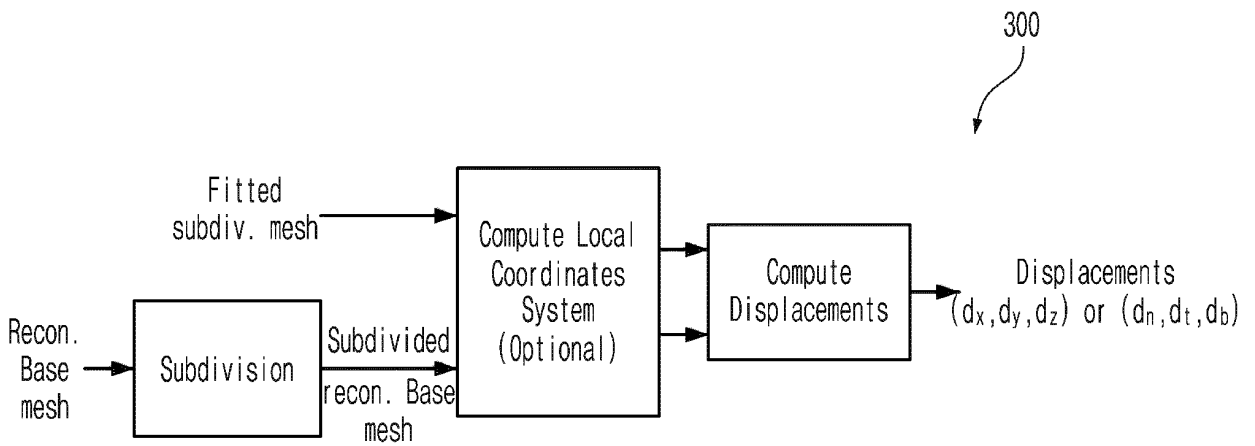 300
Fitted
subdiv. mesh
Compute Local
Coordinates
System
(Optional)
Compute
Displacements
Displacements
(dx,dy,dz) or (dn,dt,db)
Recon.
Base
mesh
Subdivision
Subdivided
recon. Base
mesh